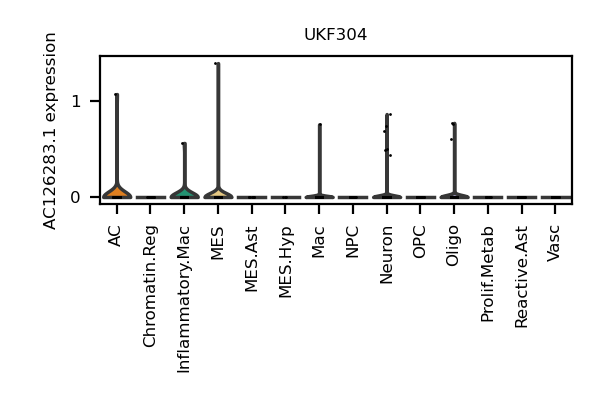 UKF304
AC126283.1 expression
1
0
AC
Chromatin.Reg
Inflammatory.Mac
MES
MES.Ast
MES.Hyp
Mac
NPC
Neuron
OPC
Oligo
Prolif.Metab
Reactive.Ast
Vasc